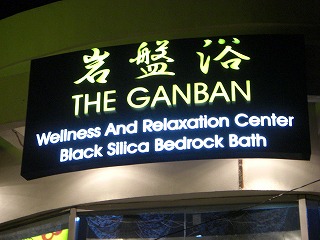 岩盤浴
THE GANBAN
Wellness And Relaxation Center
Black Silica Bedrock Bath